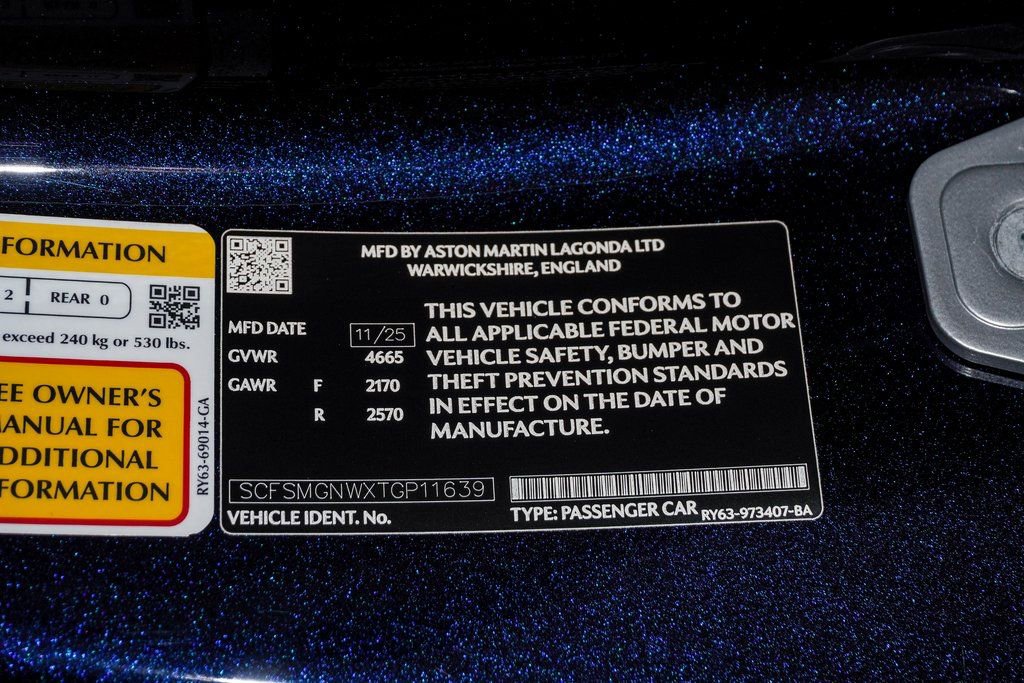 FORMATION
2 REAR 0
exceed 240 kg or 530 lbs.
EE OWNER'S
MANUAL FOR
DDITIONAL
FORMATION
RY63-69014-GA
MFD BY ASTON MARTIN LAGONDA LTD
WARWICKSHIRE, ENGLAND
MFD DATE 11/25
GVWR 4665
GAWR F 2170
R 2570
THIS VEHICLE CONFORMS TO
ALL APPLICABLE FEDERAL MOTOR
VEHICLE SAFETY, BUMPER AND
THEFT PREVENTION STANDARDS
IN EFFECT ON THE DATE OF
MANUFACTURE.
SCFSMGNWXTGP11639
VEHICLE IDENT. No.
TYPE: PASSENGER CAR
RY63-973407-BA